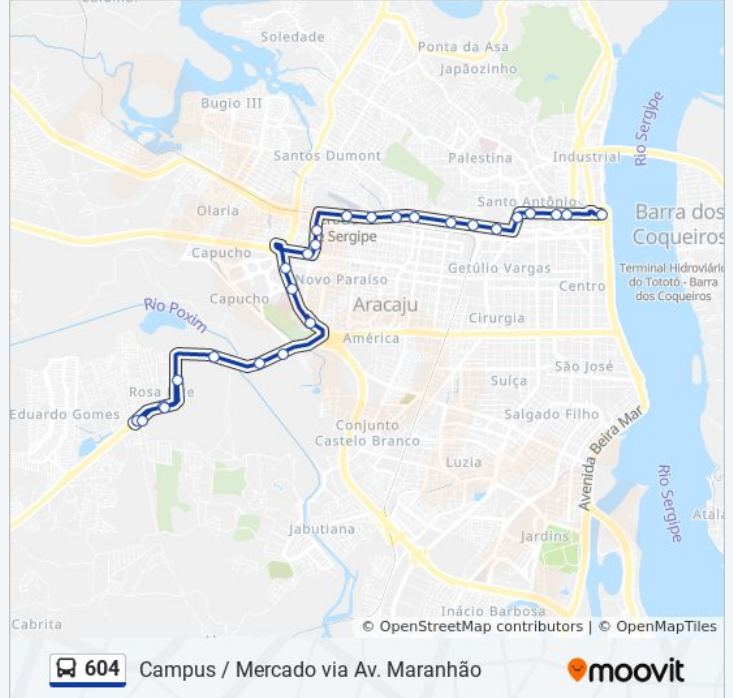 Soledade
Ponta da Asa
Japãozinho
Bugio III
Rio Sergipe
Santos Dumont
Palestina
Industrial
Santo Antônio
Olaria
Barra dos
Coqueiros
e Sergipe
Capucho
Getúlio Vargas
Terminal Hidroviário
do Tototó - Barra
dos Coqueiros
Novo Paraíso
Centro
Capucho
Aracaju
Rio Poxim
Cirurgia
América
São José
Suíça
Rosa
Eduardo Gomes
Salgado Filho
Avenida Beira Mar
Conjunto
Castelo Branco
Luzia
Rio Sergipe
Atala
Jabutiana
Jardins
Inácio Barbosa
Cabrita
© OpenStreetMap contributors | © OpenMapTiles
604 Campus / Mercado via Av. Maranhão
moovit